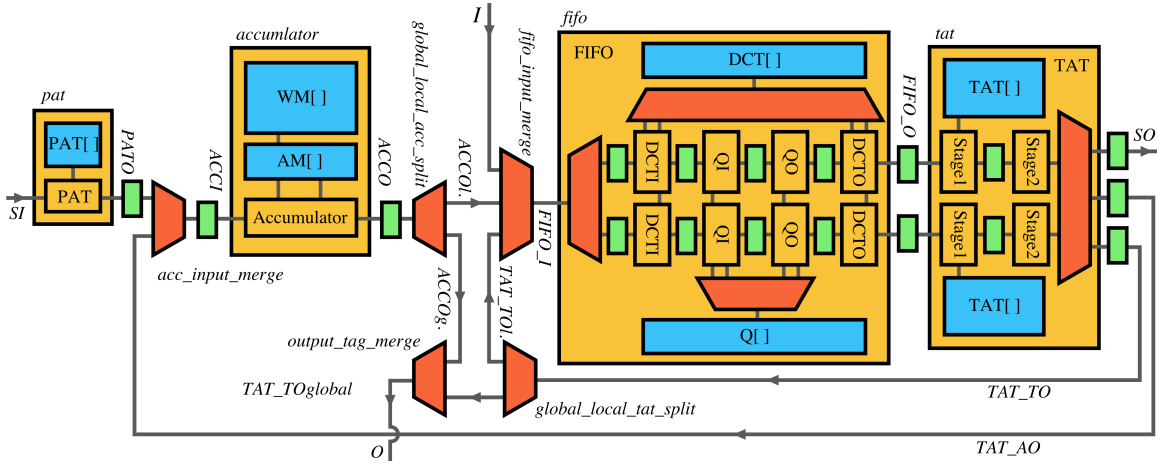 pat
PAT[ ]
PAT
SI
PATO
acc_input_merge
ACCI
accumlator
WM[ ]
AM[ ]
Accumulator
ACCO
global_local_acc_split
ACCOl.
ACCOg.
output_tag_merge
TAT_TOglobal
O
I
fifo_input_merge
FIFO_I
TAT_TOl.
global_local_tat_split
fifo
FIFO
DCT[ ]
DCTI
QI
QO
DCTO
DCTI
QI
QO
DCTO
Q[ ]
FIFO_O
tat
TAT
TAT[ ]
Stage1
Stage2
Stage1
Stage2
TAT[ ]
SO
TAT_TO
TAT_AO